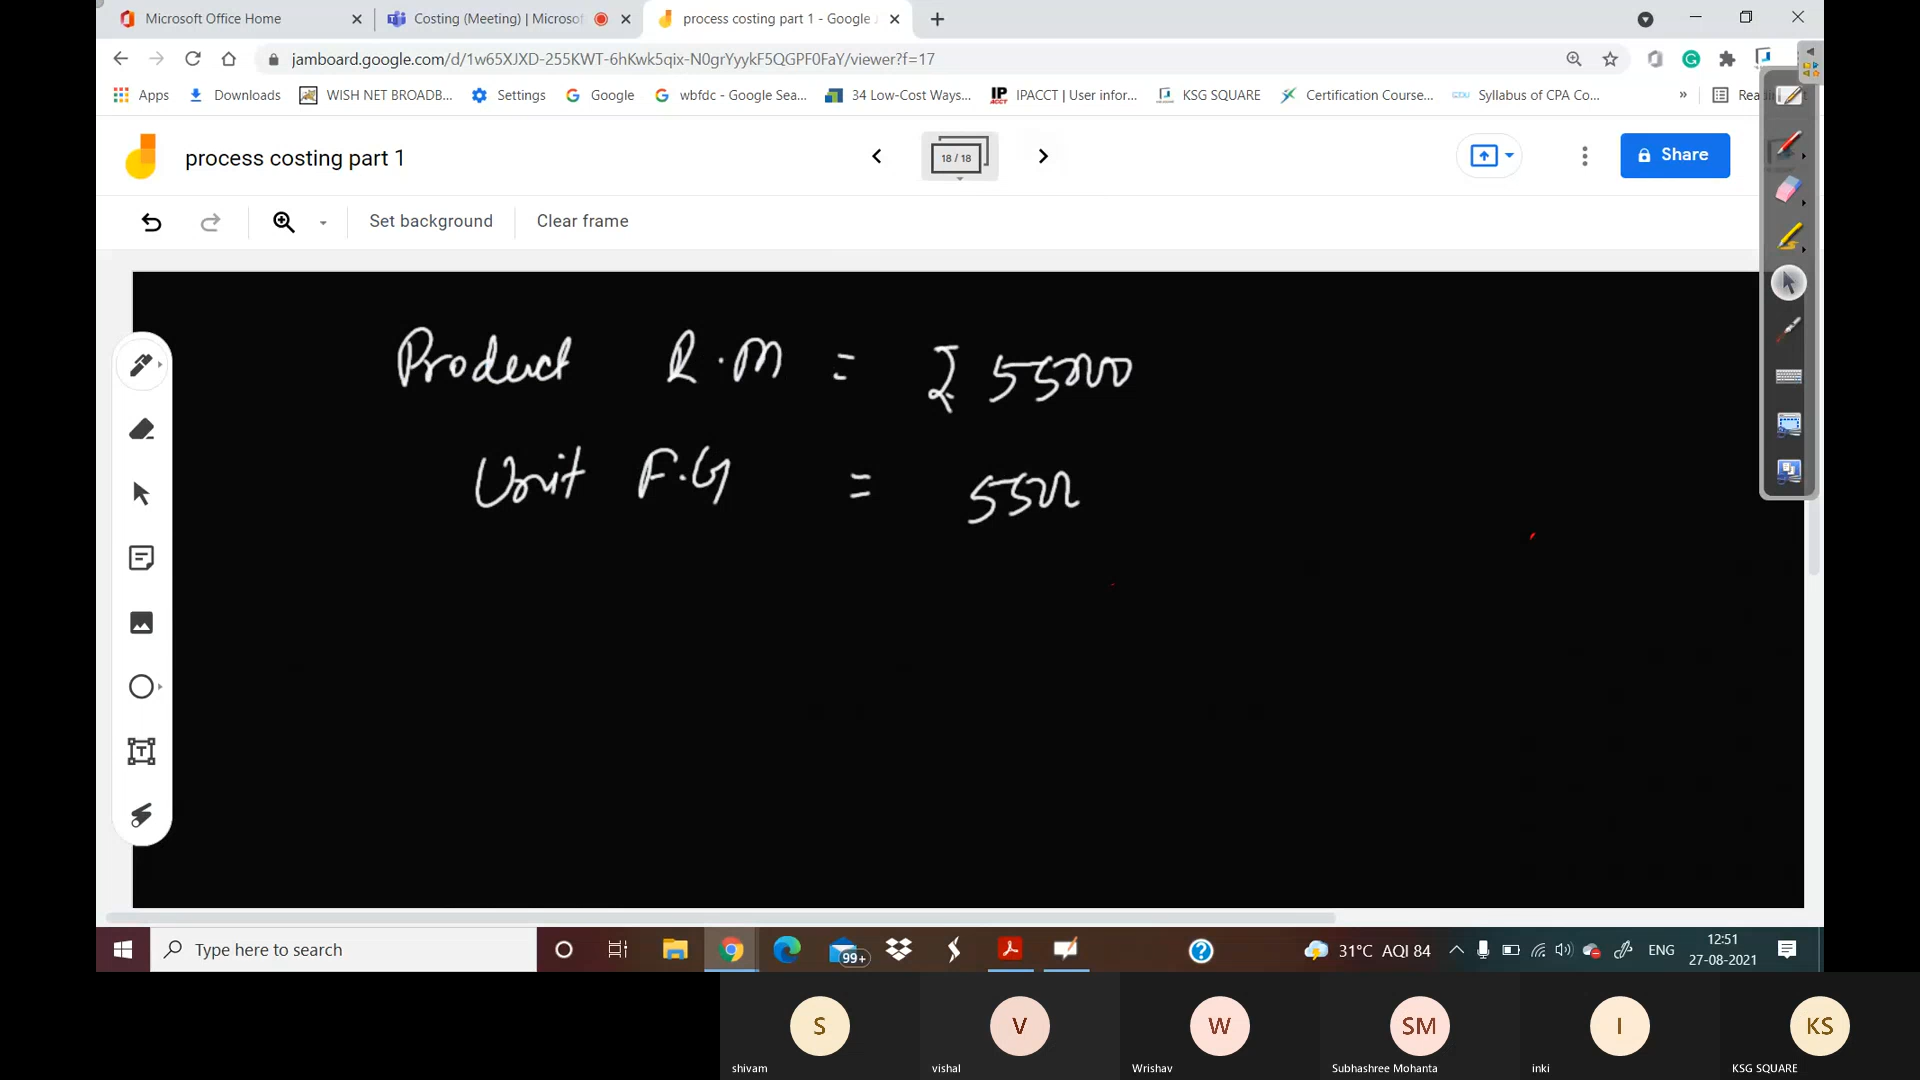 Microsoft Office Home
Costing (Meeting) | Microso
process costing part 1 - Google J
jamboard.google.com/d/1w65XJXD-255KWT-6hKwk5qix-N0grYyykF5QGPF0FaY/viewer?f=17
Apps Downloads WISH NET BROADB... Settings Google wbfdc - Google Sea... 34 Low-Cost Ways... IPACCT | User infor... KSG SQUARE Certification Course... Syllabus of CPA Co... »
process costing part 1
18 / 18
Share
Set background Clear frame
Product R.M = ₹ 55000
Unit F.G = 5500
Type here to search
99+
31°C AQI 84
ENG
12:51
27-08-2021
S V W SM I KS
shivam vishal Wrishav Subhashree Mohanta inki KSG SQUARE